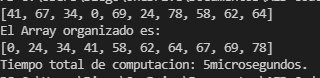 [41, 67, 34, 0, 69, 24, 78, 58, 62, 64]
El Array organizado es:
[0, 24, 34, 41, 58, 62, 64, 67, 69, 78]
Tiempo total de computacion: 5microsegundos.